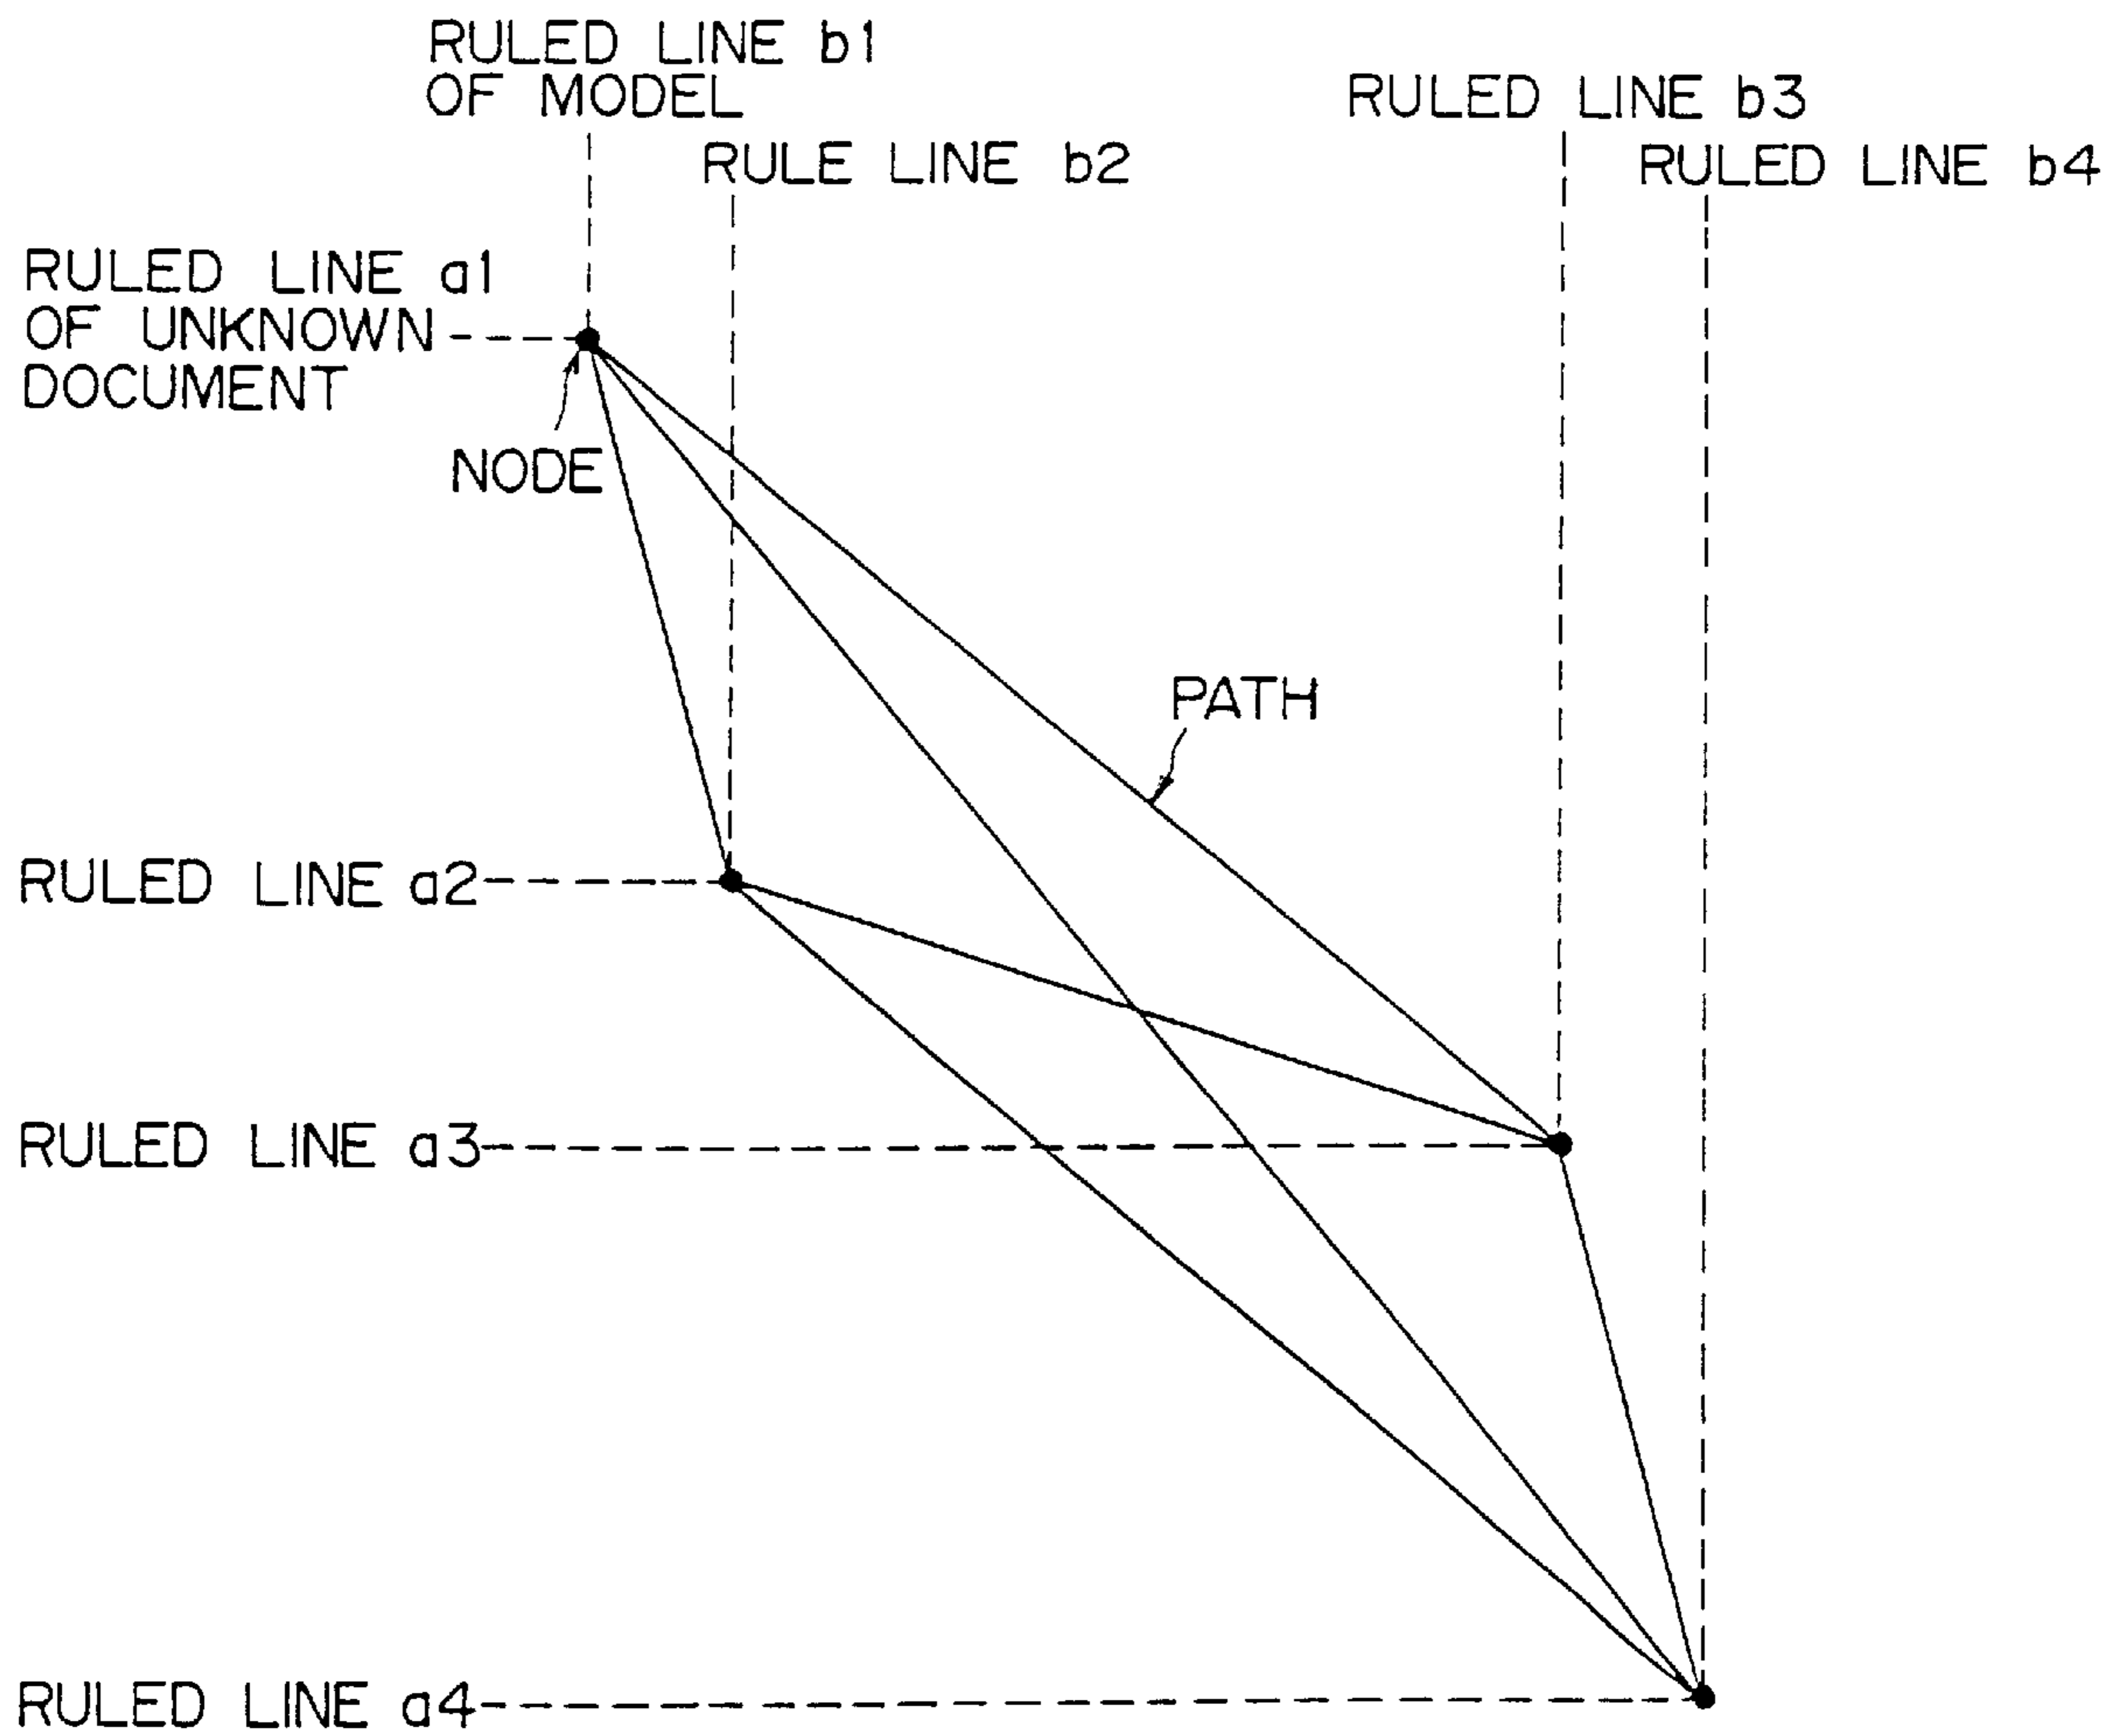 RULED LINE b1
OF MODEL
RULE LINE b2
RULED LINE b3
RULED LINE b4
RULED LINE a1
OF UNKNOWN
DOCUMENT
NODE
PATH
RULED LINE a2
RULED LINE a3
RULED LINE a4